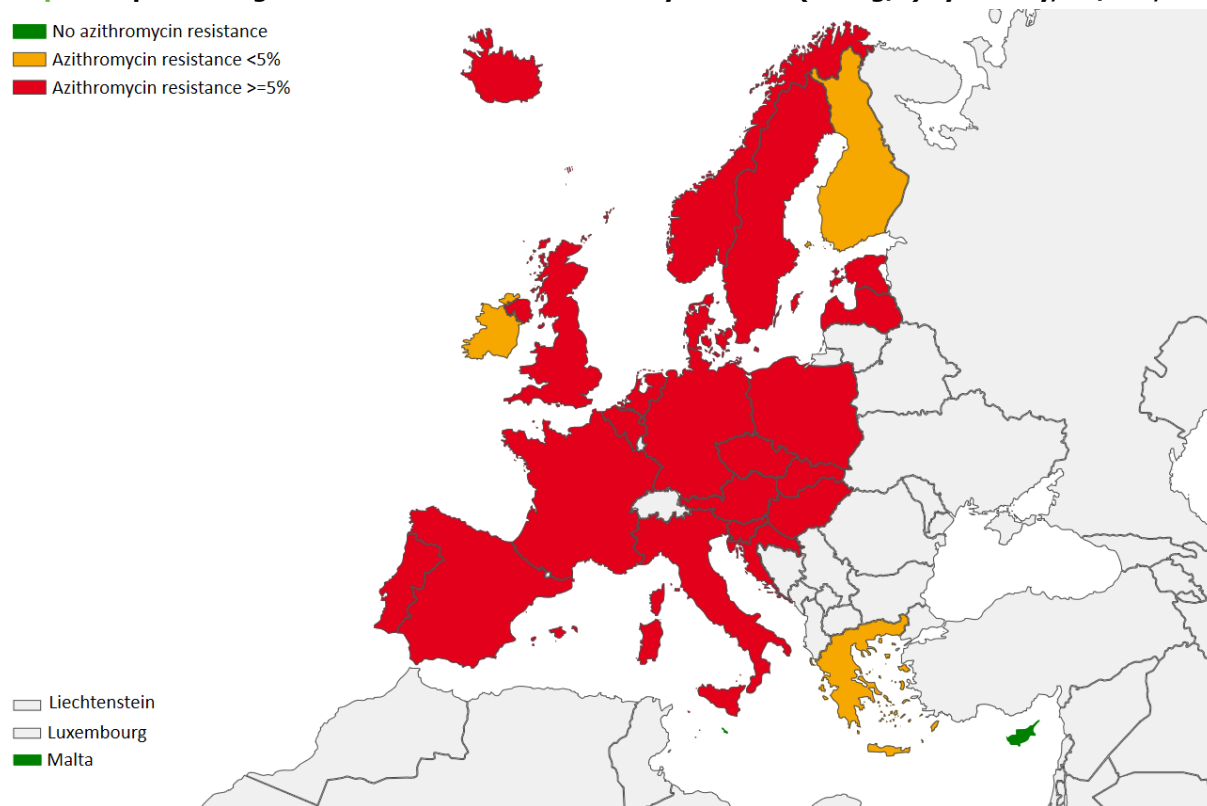 No azithromycin resistance
Azithromycin resistance <5%
Azithromycin resistance >=5%
Liechtenstein
Luxembourg
Malta